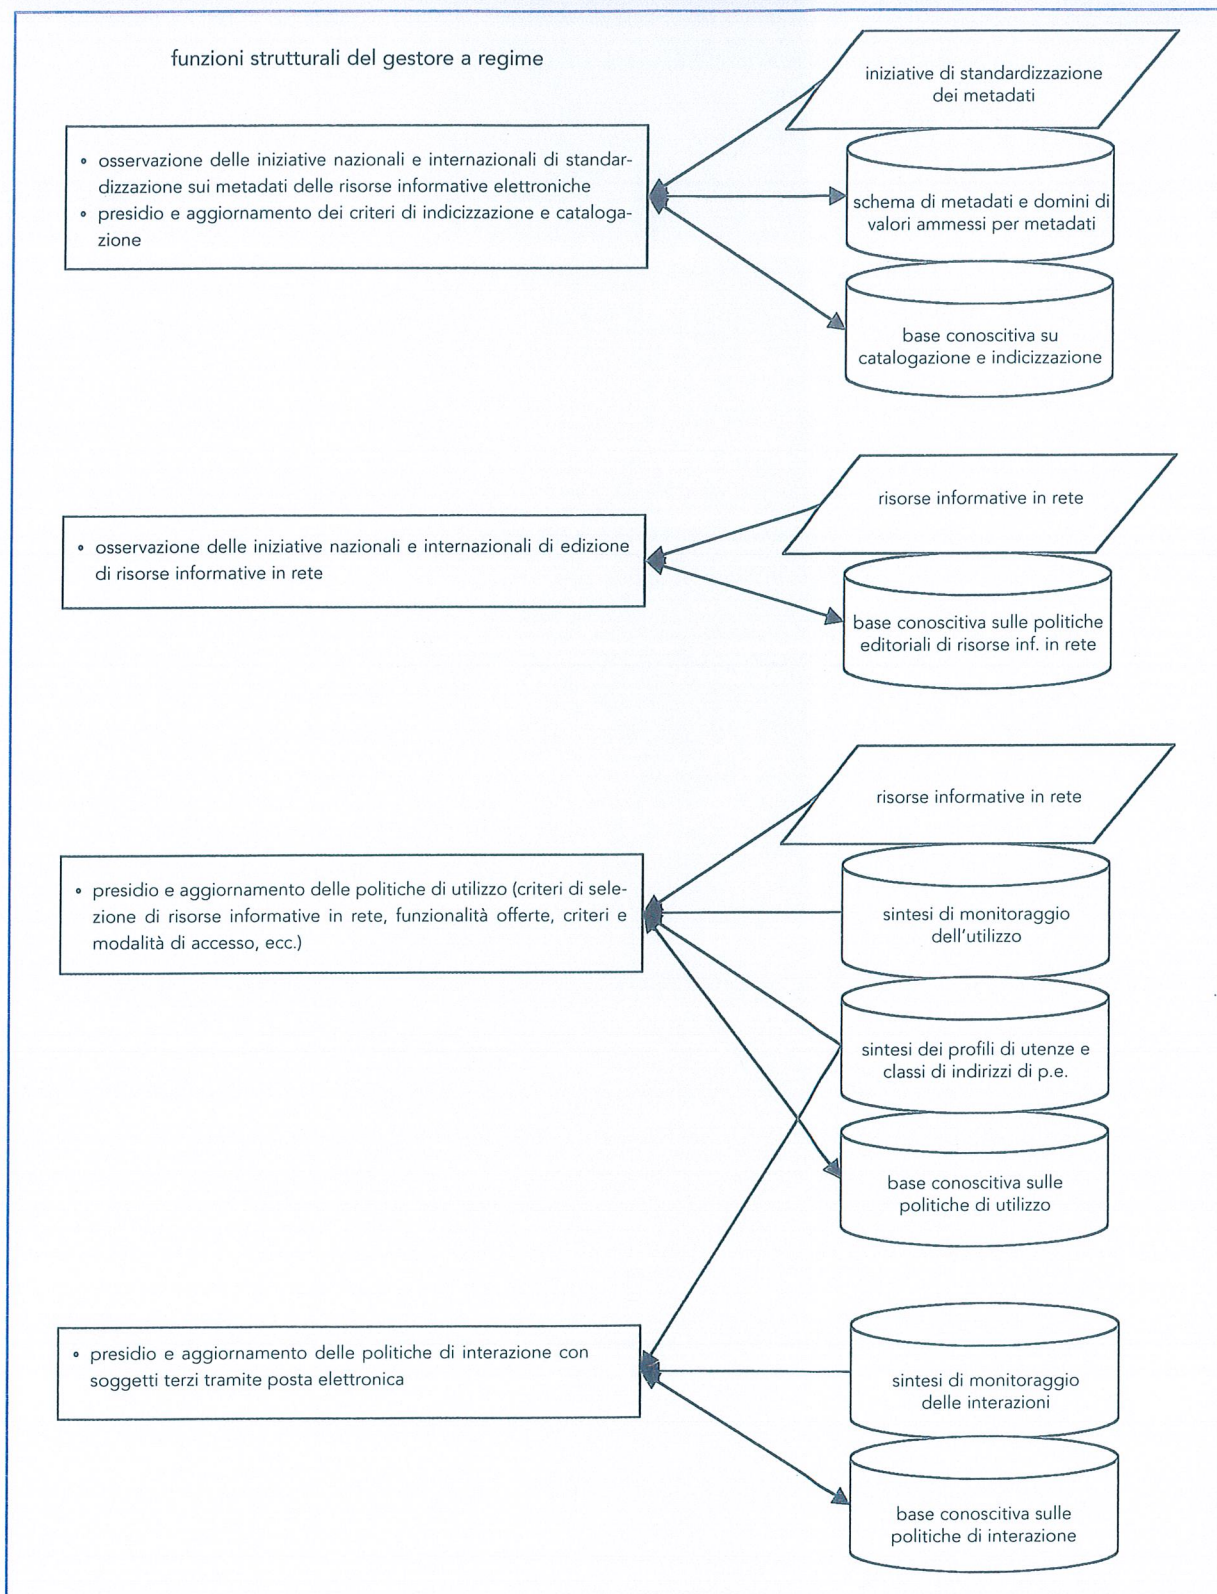 funzioni strutturali del gestore a regime
iniziative di standardizzazione
dei metadati
• osservazione delle iniziative nazionali e internazionali di standar-
dizzazione sui metadati delle risorse informative elettroniche
• presidio e aggiornamento dei criteri di indicizzazione e cataloga-
zione
schema di metadati e domini di
valori ammessi per metadati
base conoscitiva su
catalogazione e indicizzazione
risorse informative in rete
• osservazione delle iniziative nazionali e internazionali di edizione
di risorse informative in rete
base conoscitiva sulle politiche
editoriali di risorse inf. in rete
risorse informative in rete
• presidio e aggiornamento delle politiche di utilizzo (criteri di sele-
zione di risorse informative in rete, funzionalità offerte, criteri e
modalità di accesso, ecc.)
sintesi di monitoraggio
dell'utilizzo
sintesi dei profili di utenze e
classi di indirizzi di p.e.
base conoscitiva sulle
politiche di utilizzo
• presidio e aggiornamento delle politiche di interazione con
soggetti terzi tramite posta elettronica
sintesi di monitoraggio
delle interazioni
base conoscitiva sulle
politiche di interazione